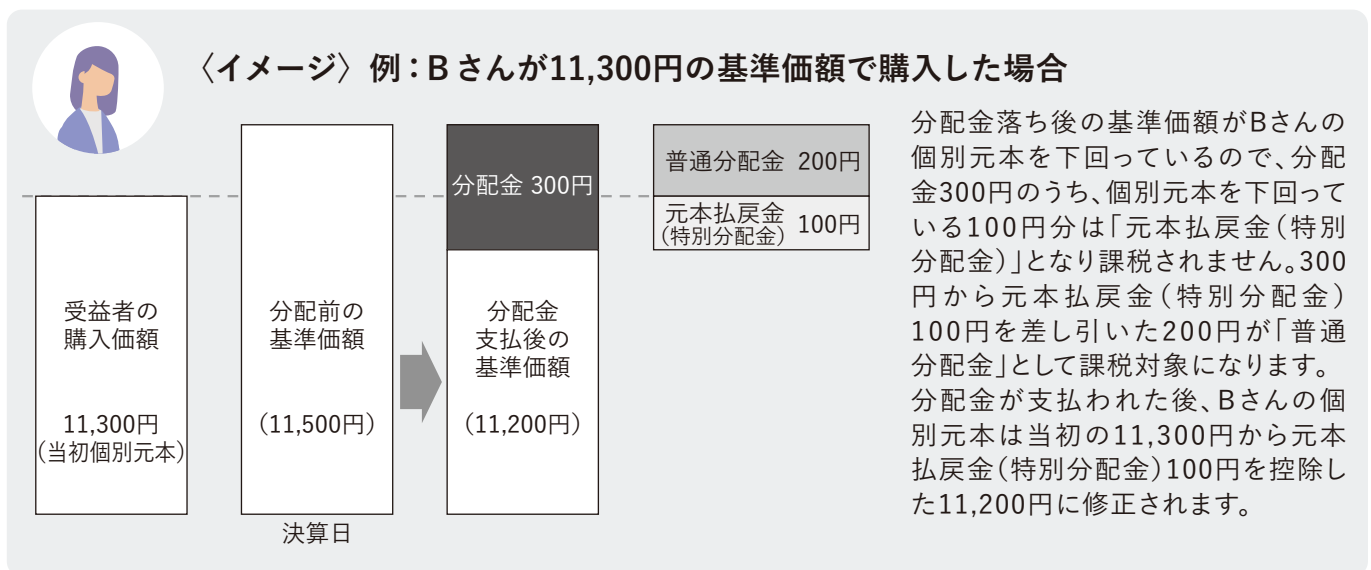 〈イメージ〉例：Bさんが11,300円の基準価額で購入した場合
受益者の
購入価額
11,300円
(当初個別元本)
分配前の
基準価額
(11,500円)
決算日
分配金 300円
分配金
支払後の
基準価額
(11,200円)
普通分配金 200円
元本払戻金
(特別分配金) 100円
分配金落ち後の基準価額がBさんの
個別元本を下回っているので、分配
金300円のうち、個別元本を下回って
いる100円分は「元本払戻金(特別
分配金)」となり課税されません。300
円から元本払戻金(特別分配金)
100円を差し引いた200円が「普通
分配金」として課税対象になります。
分配金が支払われた後、Bさんの個
別元本は当初の11,300円から元本
払戻金(特別分配金)100円を控除し
た11,200円に修正されます。